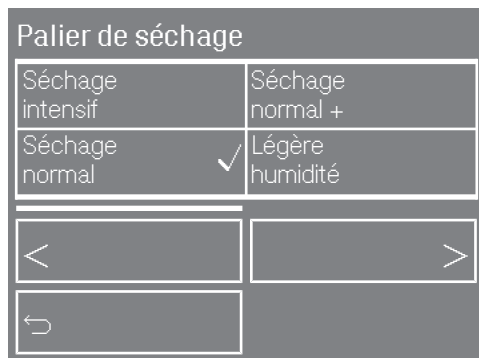 Palier de séchage
Séchage
intensif
Séchage
normal +
Séchage
normal
Légère
humidité
<
>